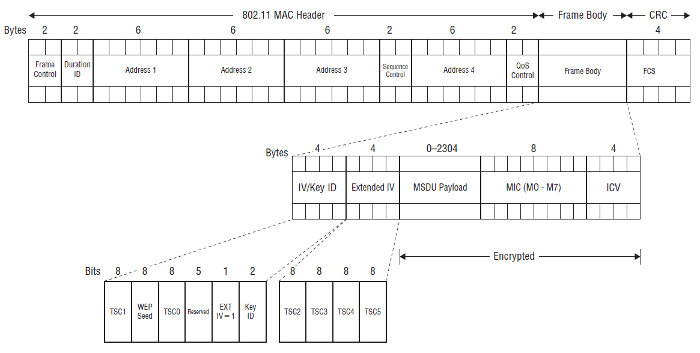 802.11 MAC Header Frame Body CRC
Bytes 2 2 6 6 6 2 6 2 4
Frame Control Duration ID Address 1 Address 2 Address 3 Sequence Control Address 4 QoS Control Frame Body FCS
Bytes 4 4 0–2304 8 4
IV/Key ID Extended IV MSDU Payload MIC (M0 - M7) ICV
Encrypted
Bits 8 8 8 5 1 2 8 8 8 8
TSC1 WEP Seed TSC0 Reserved EXT IV = 1 Key ID TSC2 TSC3 TSC4 TSC5